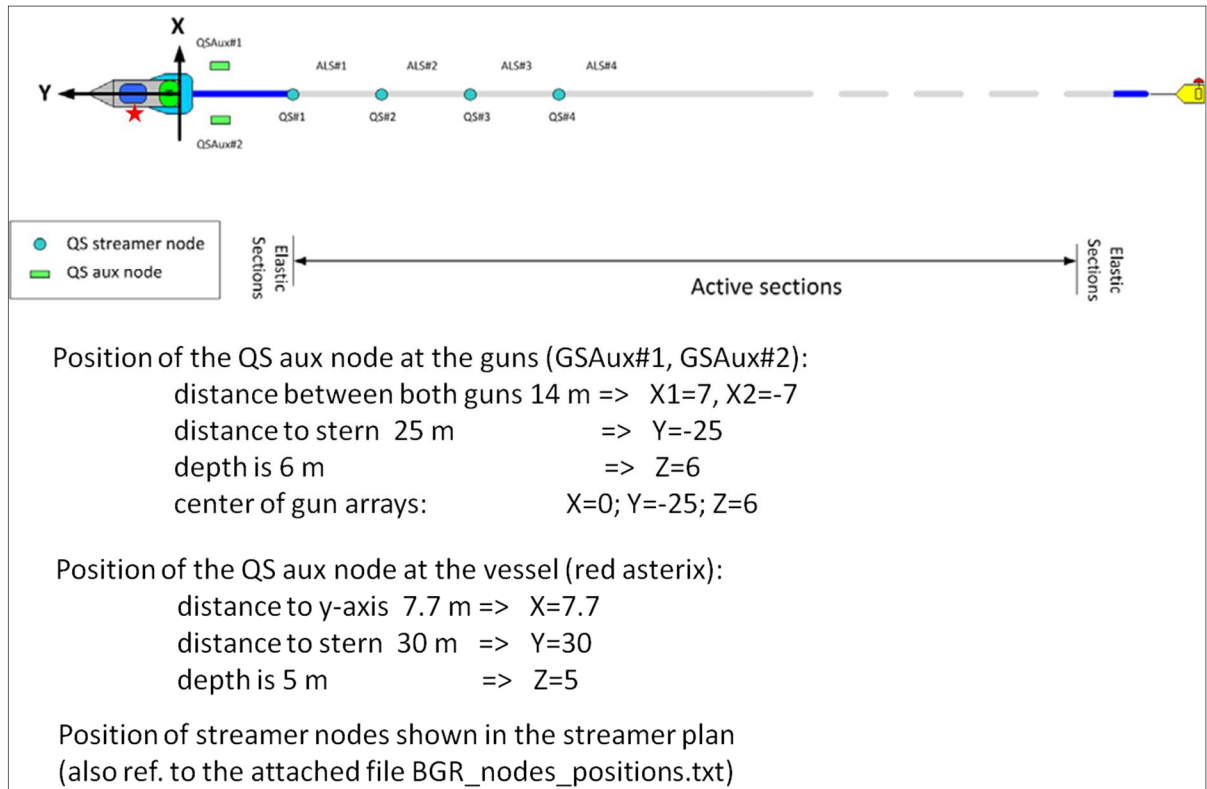 X
QSAux#1
ALS#1 ALS#2 ALS#3 ALS#4
Y
QS#1 QS#2 QS#3 QS#4
QSAux#2
QS streamer node
QS aux node
Elastic
Sections
Active sections
Elastic
Sections
Position of the QS aux node at the guns (GSAux#1, GSAux#2):
distance between both guns 14 m => X1=7, X2=-7
distance to stern 25 m => Y=-25
depth is 6 m => Z=6
center of gun arrays: X=0; Y=-25; Z=6
Position of the QS aux node at the vessel (red asterix):
distance to y-axis 7.7 m => X=7.7
distance to stern 30 m => Y=30
depth is 5 m => Z=5
Position of streamer nodes shown in the streamer plan
(also ref. to the attached file BGR_nodes_positions.txt)